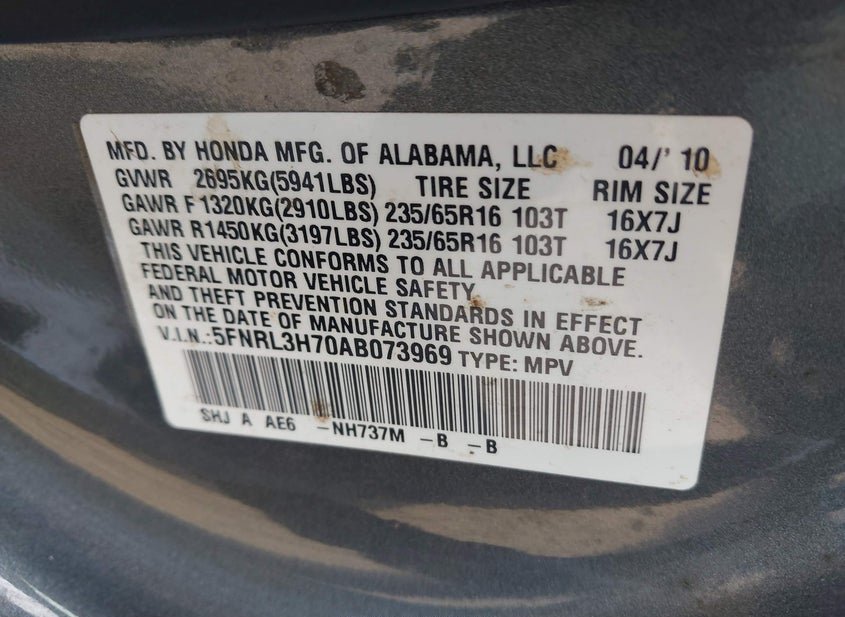 MFD. BY HONDA MFG. OF ALABAMA, LLC 04/' 10
GVWR 2695KG(5941LBS) TIRE SIZE RIM SIZE
GAWR F 1320KG(2910LBS) 235/65R16 103T 16X7J
GAWR R1450KG(3197LBS) 235/65R16 103T 16X7J
THIS VEHICLE CONFORMS TO ALL APPLICABLE
FEDERAL MOTOR VEHICLE SAFETY
AND THEFT PREVENTION STANDARDS IN EFFECT
ON THE DATE OF MANUFACTURE SHOWN ABOVE.
V.I.N.:5FNRL3H70AB073969 TYPE: MPV
SHJ A AE6 -NH737M -B -B